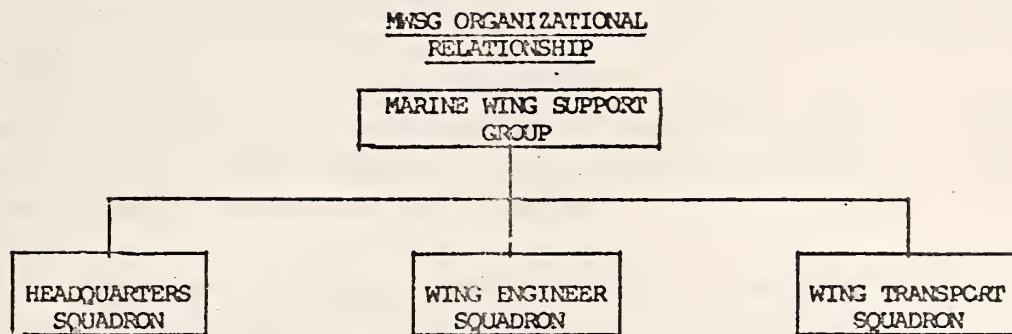 MWSG ORGANIZATIONAL
RELATIONSHIP
MARINE WING SUPPORT
GROUP
HEADQUARTERS
SQUADRON
WING ENGINEER
SQUADRON
WING TRANSPORT
SQUADRON